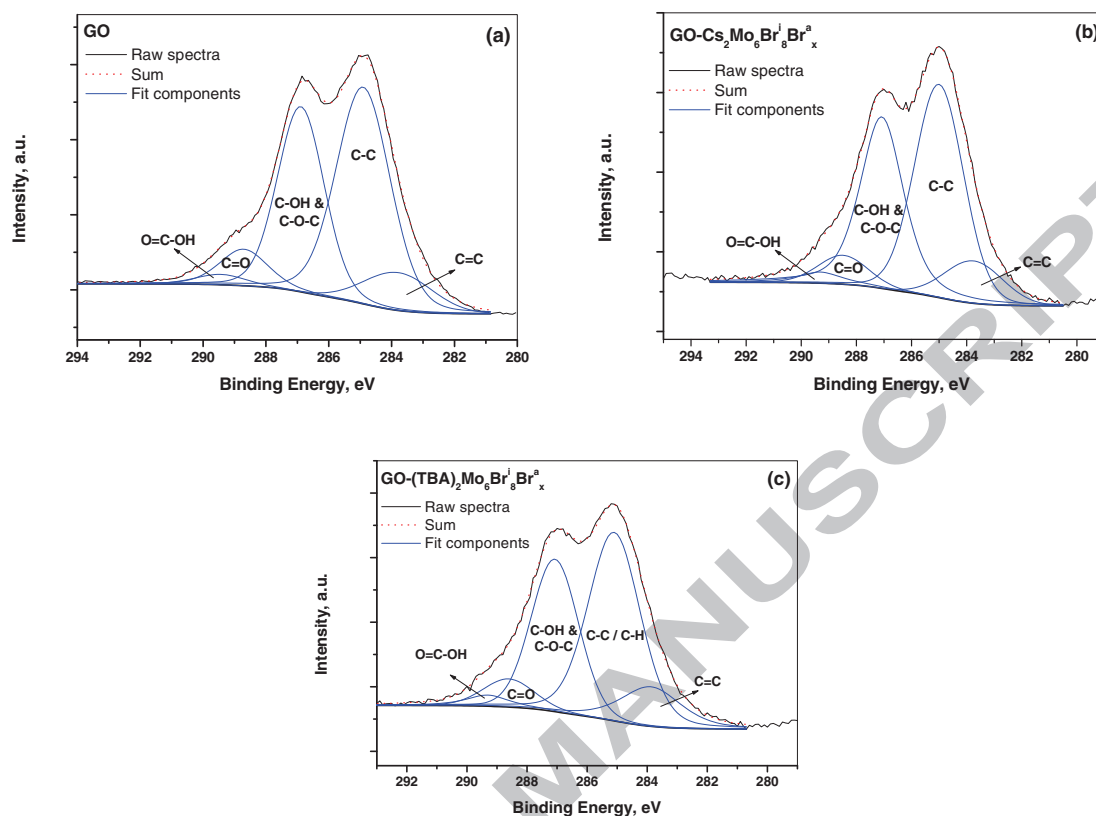 GO
(a)
Raw spectra
Sum
Fit components
C-C
C-OH &
C-O-C
O=C-OH
C=O
C=C
Intensity, a.u.
294 292 290 288 286 284 282 280
Binding Energy, eV
GO-Cs₂Mo₆Brⁱ₈Brᵃₓ
(b)
Raw spectra
Sum
Fit components
C-C
C-OH &
C-O-C
O=C-OH
C=O
C=C
Intensity, a.u.
294 292 290 288 286 284 282 280
Binding Energy, eV
GO-(TBA)₂Mo₆Brⁱ₈Brᵃₓ
(c)
Raw spectra
Sum
Fit components
C-OH &
C-O-C
C-C / C-H
O=C-OH
C=O
C=C
Intensity, a.u.
292 290 288 286 284 282 280
Binding Energy, eV
MANUSCRIPT